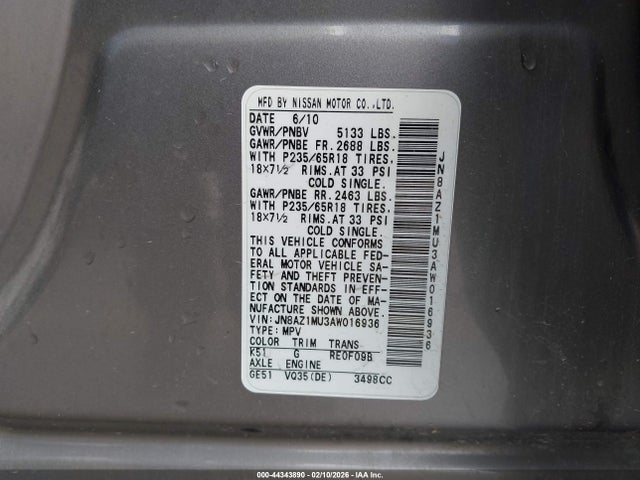 MFD BY NISSAN MOTOR CO.,LTD.
DATE 6/10
GVWR/PNBV 5133 LBS.
GAWR/PNBE FR. 2688 LBS.
WITH P235/65R18 TIRES.
18X7½ RIMS.AT 33 PSI
COLD SINGLE.
GAWR/PNBE RR. 2463 LBS.
WITH P235/65R18 TIRES.
18X7½ RIMS.AT 33 PSI
COLD SINGLE.
THIS VEHICLE CONFORMS
TO ALL APPLICABLE FED-
ERAL MOTOR VEHICLE SA-
FETY AND THEFT PREVEN-
TION STANDARDS IN EFF-
ECT ON THE DATE OF MA-
NUFACTURE SHOWN ABOVE.
VIN: JN8AZ1MU3AW016936
TYPE: MPV
COLOR TRIM TRANS
K51 G RE0F09B
AXLE ENGINE
GE51 VQ35(DE) 3498CC
JN8AZ1MU3AW016936
000-44343890 - 02/10/2026 - IAA Inc.